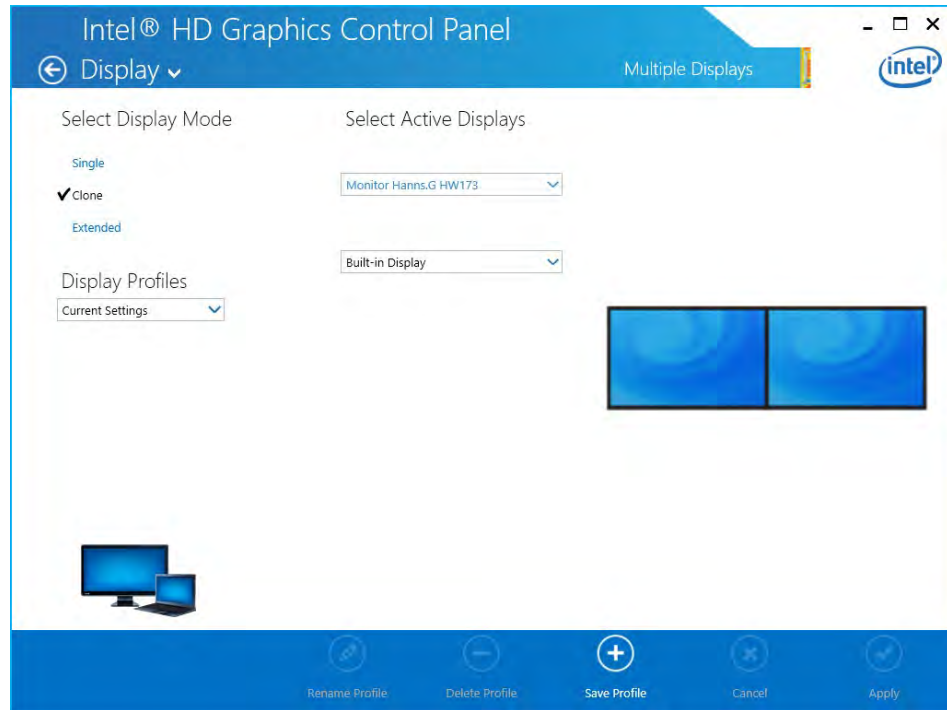 Intel® HD Graphics Control Panel
Display
Multiple Displays
intel
Select Display Mode
Select Active Displays
Single
Monitor Hanns.G HW173
Clone
Extended
Built-in Display
Display Profiles
Current Settings
Rename Profile
Delete Profile
Save Profile
Cancel
Apply